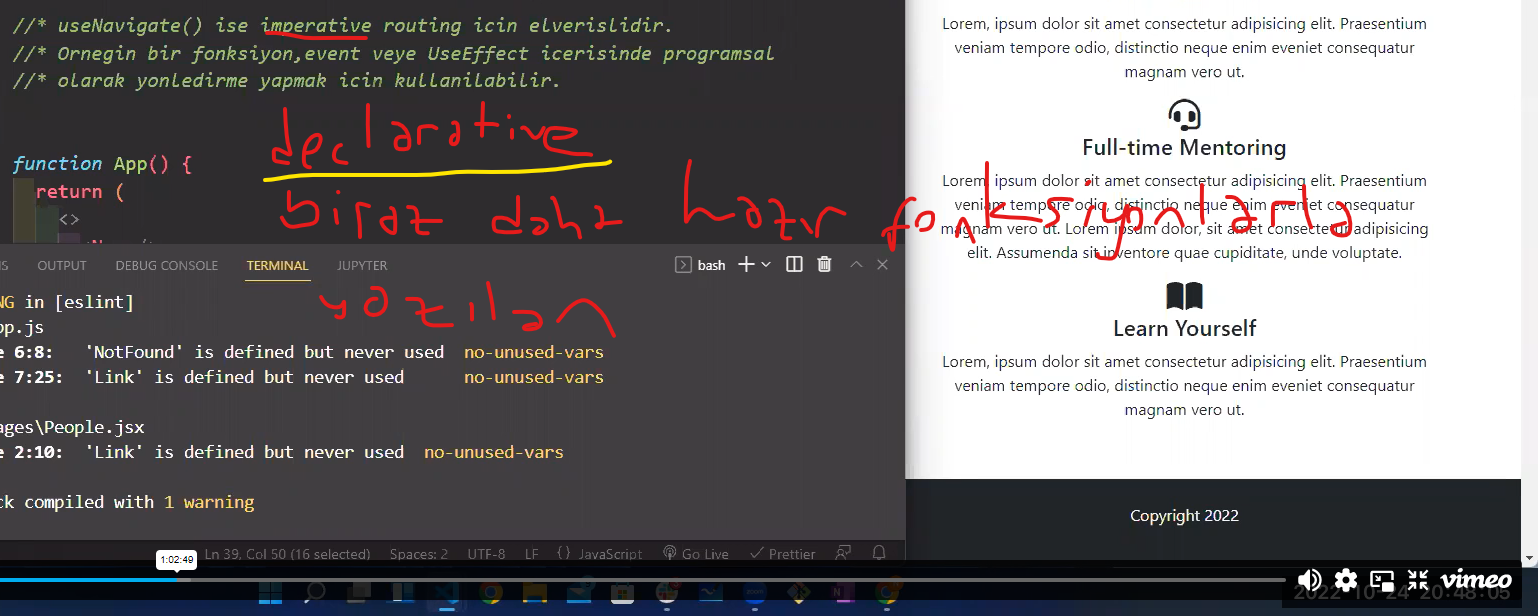 //* useNavigate() ise imperative routing icin elverislidir.
//* Ornegin bir fonksiyon,event veye UseEffect icerisinde programsal
//* olarak yonledirme yapmak icin kullanilabilir.
declarative
function App() {
return (
<>
biraz daha hazır fonksiyonlarla
yazılan
S OUTPUT DEBUG CONSOLE TERMINAL JUPYTER bash
NG in [eslint]
pp.js
e 6:8: 'NotFound' is defined but never used no-unused-vars
e 7:25: 'Link' is defined but never used no-unused-vars
ages\People.jsx
e 2:10: 'Link' is defined but never used no-unused-vars
ck compiled with 1 warning
1:02:49
Ln 39, Col 50 (16 selected) Spaces: 2 UTF-8 LF {} JavaScript Go Live Prettier
Lorem, ipsum dolor sit amet consectetur adipisicing elit. Praesentium
veniam tempore odio, distinctio neque enim eveniet consequatur
magnam vero ut.
Full-time Mentoring
Lorem, ipsum dolor sit amet consectetur adipisicing elit. Praesentium
veniam tempore odio, distinctio neque enim eveniet consequatur
magnam vero ut. Lorem ipsum dolor, sit amet consectetur adipisicing
elit. Assumenda sit inventore quae cupiditate, unde voluptate.
Learn Yourself
Lorem, ipsum dolor sit amet consectetur adipisicing elit. Praesentium
veniam tempore odio, distinctio neque enim eveniet consequatur
magnam vero ut.
Copyright 2022
vimeo
2022-10-24 20:48:05